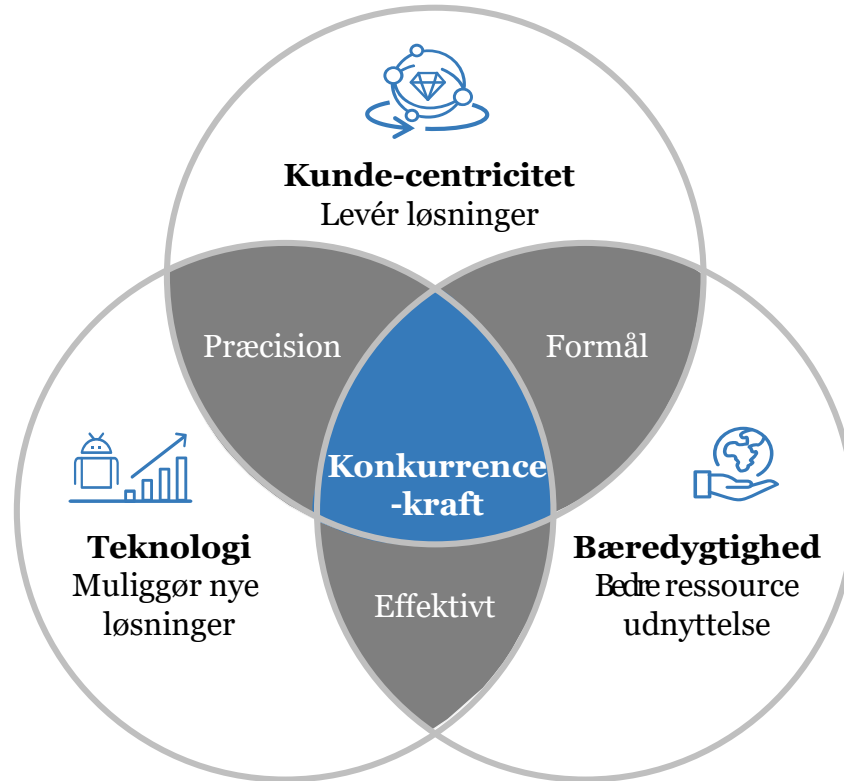 Kunde-centricitet
Levér løsninger
Præcision
Formål
Konkurrence
-kraft
Teknologi
Muliggør nye
løsninger
Effektivt
Bæredygtighed
Bedre ressource
udnyttelse